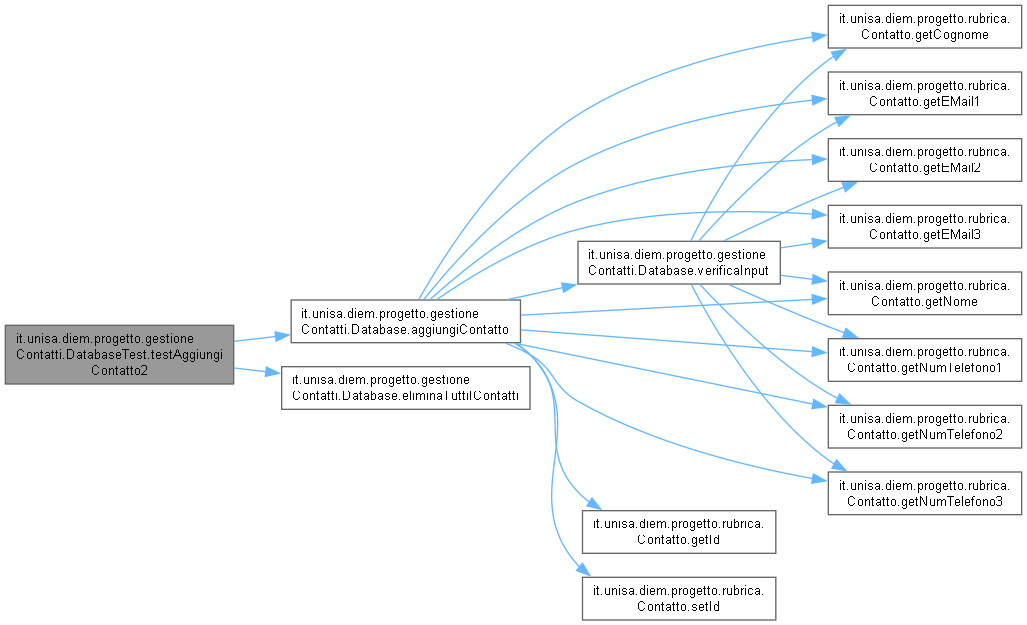 it.unisa.diem.progetto.gestione
Contatti.DatabaseTest.testAggiungi
Contatto2
it.unisa.diem.progetto.gestione
Contatti.Database.aggiungiContatto
it.unisa.diem.progetto.gestione
Contatti.Database.eliminaTuttiIContatti
it.unisa.diem.progetto.gestione
Contatti.Database.verificaInput
it.unisa.diem.progetto.rubrica.
Contatto.getCognome
it.unisa.diem.progetto.rubrica.
Contatto.getEMail1
it.unisa.diem.progetto.rubrica.
Contatto.getEMail2
it.unisa.diem.progetto.rubrica.
Contatto.getEMail3
it.unisa.diem.progetto.rubrica.
Contatto.getNome
it.unisa.diem.progetto.rubrica.
Contatto.getNumTelefono1
it.unisa.diem.progetto.rubrica.
Contatto.getNumTelefono2
it.unisa.diem.progetto.rubrica.
Contatto.getNumTelefono3
it.unisa.diem.progetto.rubrica.
Contatto.getId
it.unisa.diem.progetto.rubrica.
Contatto.setId